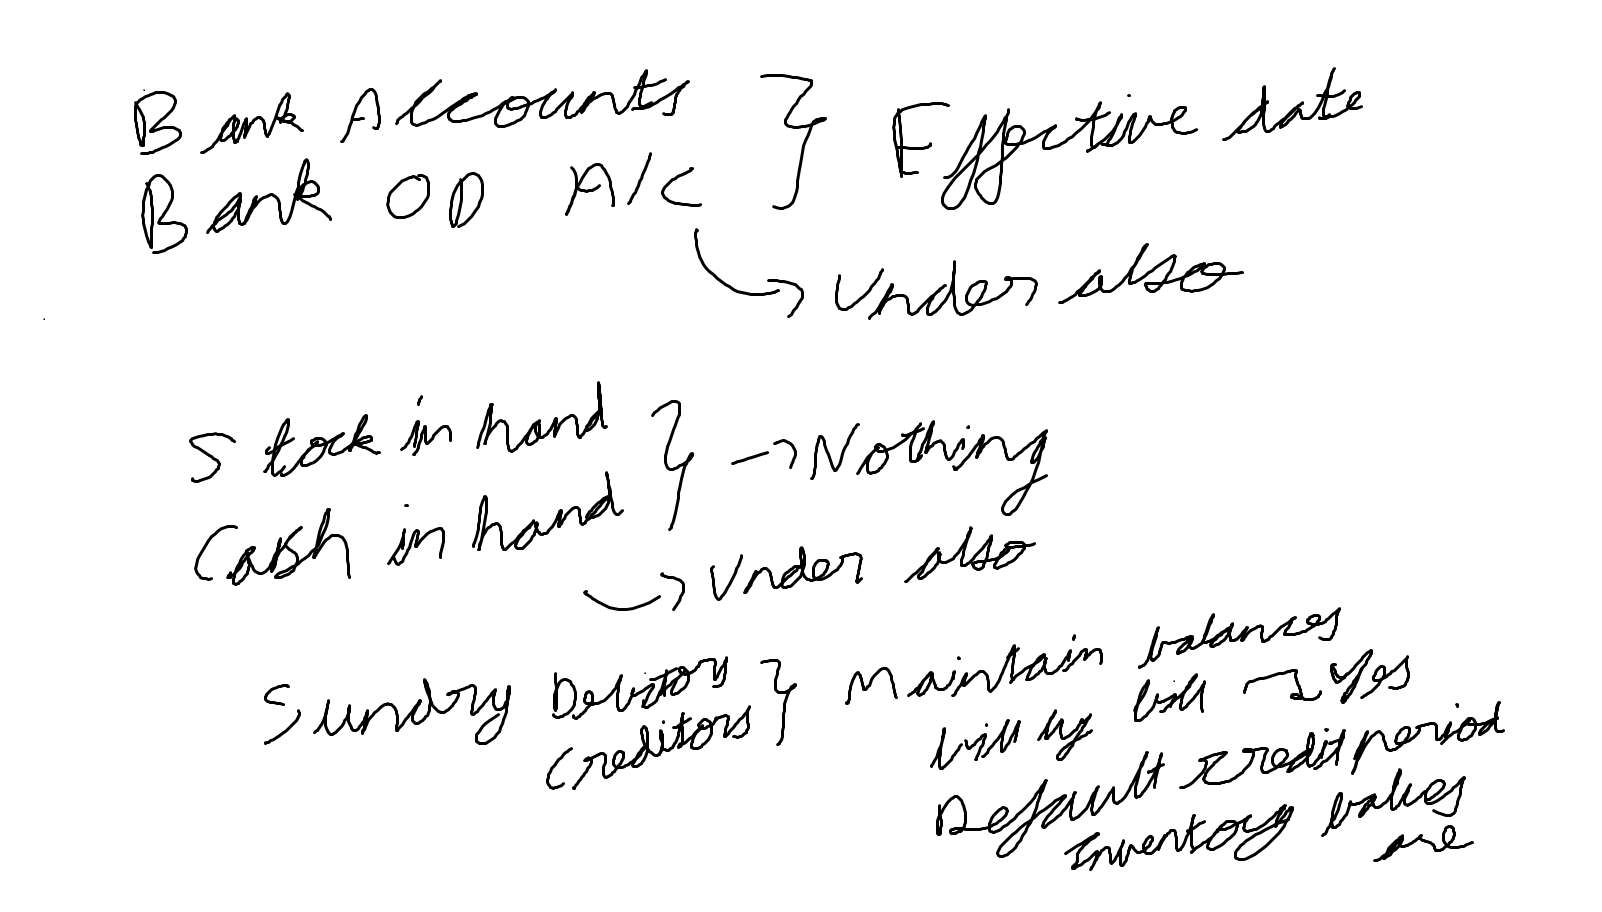 Bank Accounts } Effective date
Bank OD A/C
→ Under also
Stock in hand } → Nothing
Cash in hand
→ Under also
Sundry Debitors } Maintain balances
Creditors bill by bill → Yes
Default credit period
Inventory values
are